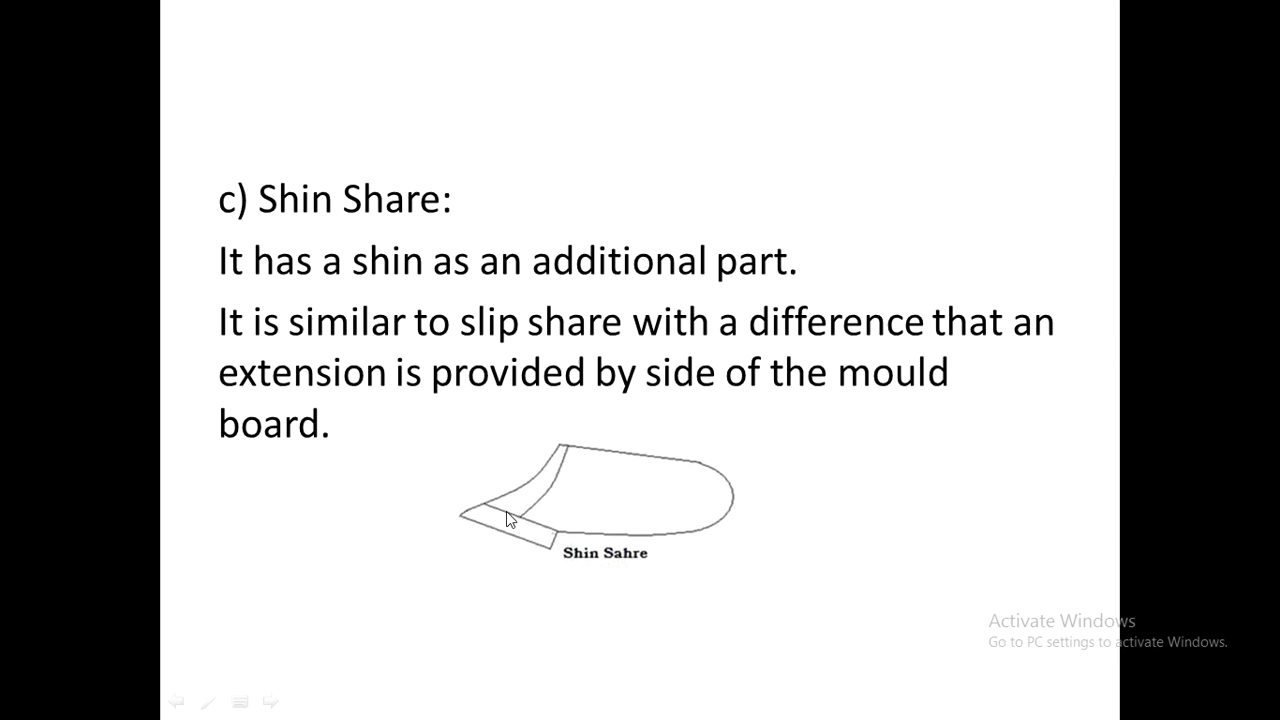 c) Shin Share:
It has a shin as an additional part.
It is similar to slip share with a difference that an
extension is provided by side of the mould
board.
Shin Sahre
Activate Windows
Go to PC settings to activate Windows.